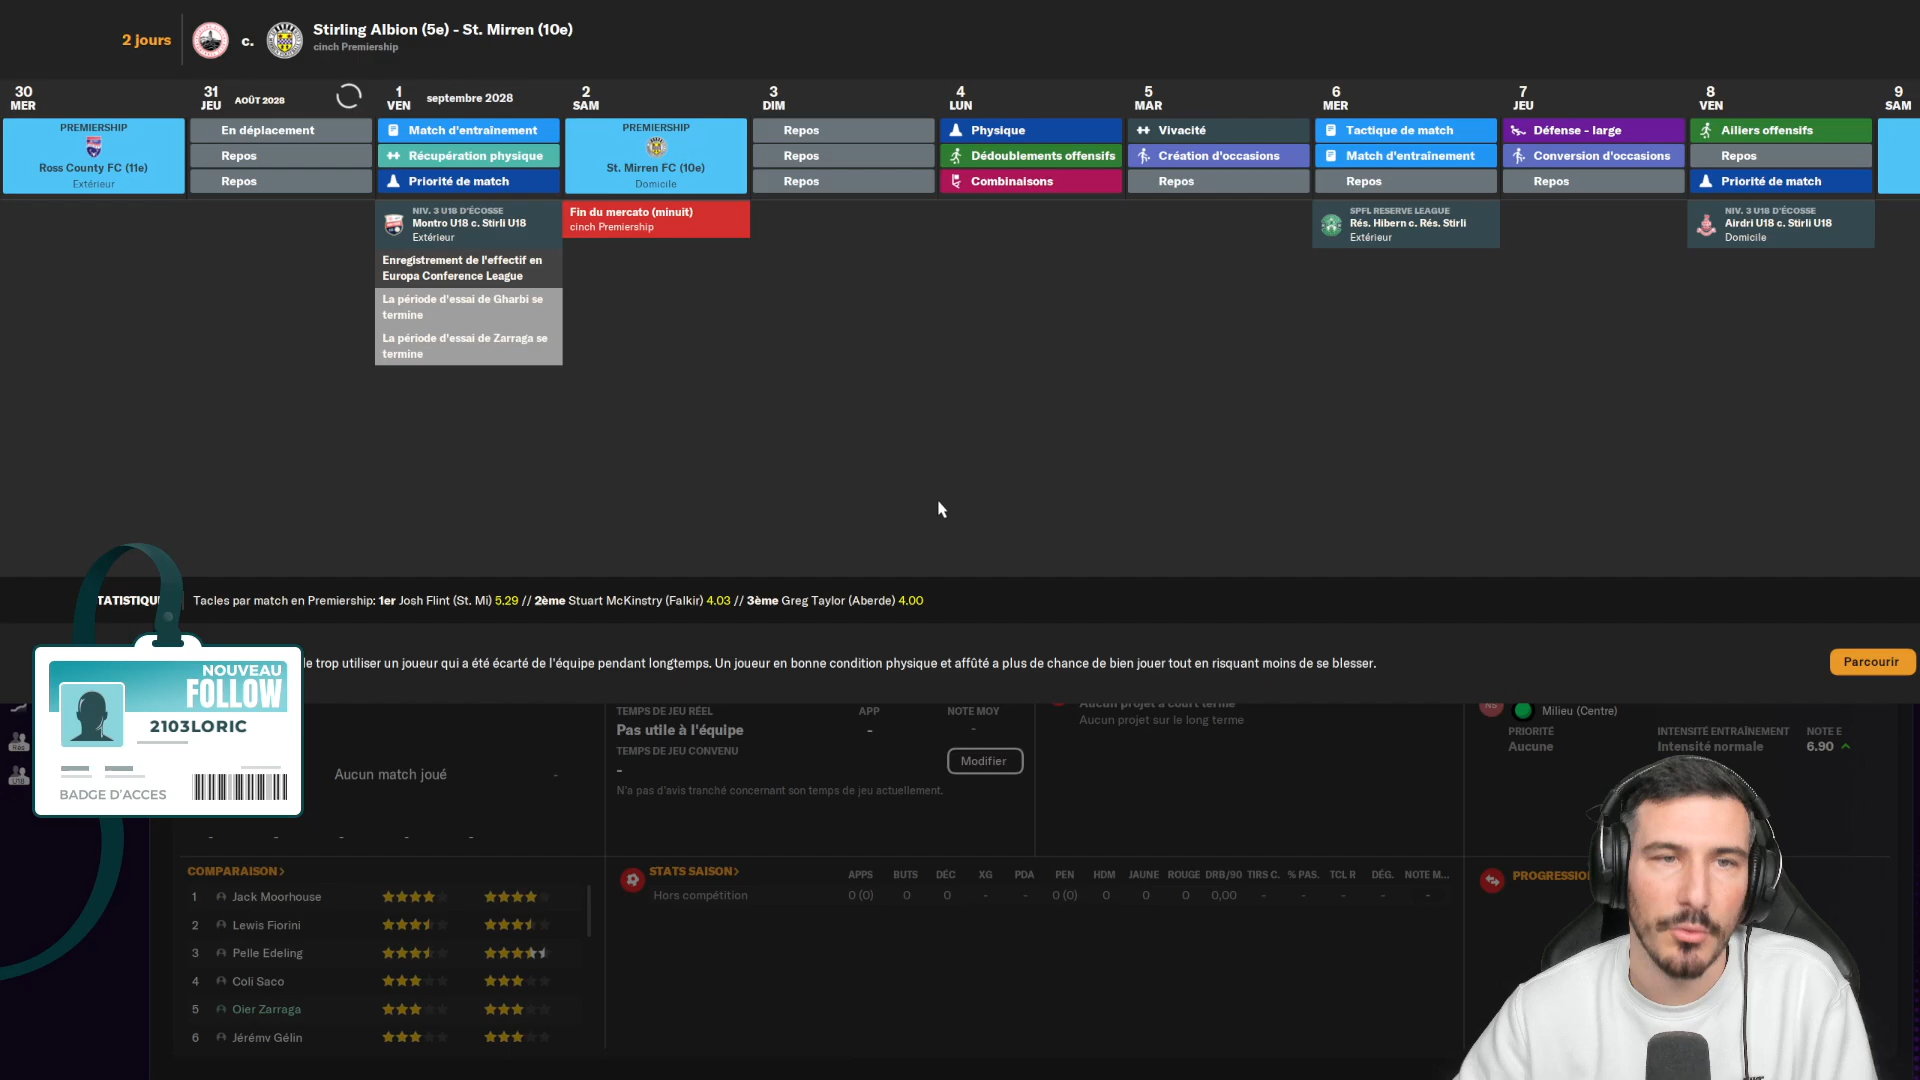 2 jours
c.
Stirling Albion (5e) - St. Mirren (10e)
cinch Premiership
30
MER
31
JEU
AOÛT 2028
1
VEN
septembre 2028
2
SAM
3
DIM
4
LUN
5
MAR
6
MER
7
JEU
8
VEN
9
SAM
PREMIERSHIP
Ross County FC (11e)
Extérieur
En déplacement
Repos
Repos
Match d'entraînement
Récupération physique
Priorité de match
PREMIERSHIP
St. Mirren FC (10e)
Domicile
Repos
Repos
Repos
Physique
Dédoublements offensifs
Combinaisons
Vivacité
Création d'occasions
Repos
Tactique de match
Match d'entraînement
Repos
Défense - large
Conversion d'occasions
Repos
Ailiers offensifs
Repos
Priorité de match
NIV. 3 U18 D'ÉCOSSE
Montro U18 c. Stirli U18
Extérieur
Enregistrement de l'effectif en
Europa Conference League
La période d'essai de Gharbi se
termine
La période d'essai de Zarraga se
termine
Fin du mercato (minuit)
cinch Premiership
SPFL RESERVE LEAGUE
Rés. Hibern c. Rés. Stirli
Extérieur
NIV. 3 U18 D'ÉCOSSE
Airdri U18 c. Stirli U18
Domicile
TATISTIQU
Tacles par match en Premiership: 1er Josh Flint (St. Mi) 5.29 // 2ème Stuart McKinstry (Falkir) 4.03 // 3ème Greg Taylor (Aberde) 4.00
le trop utiliser un joueur qui a été écarté de l'équipe pendant longtemps. Un joueur en bonne condition physique et affûté a plus de chance de bien jouer tout en risquant moins de se blesser.
Parcourir
NOUVEAU
FOLLOW
2103LORIC
BADGE D'ACCES
Rés
U18
Aucun match joué
-
TEMPS DE JEU RÉEL
APP
NOTE MOY
Pas utile à l'équipe
-
-
TEMPS DE JEU CONVENU
-
Modifier
N'a pas d'avis tranché concernant son temps de jeu actuellement.
Aucun projet à court terme
Aucun projet sur le long terme
NS
Milieu (Centre)
PRIORITÉ
Aucune
INTENSITÉ ENTRAÎNEMENT
Intensité normale
NOTE E
6.90
COMPARAISON>
1 Jack Moorhouse
2 Lewis Fiorini
3 Pelle Edeling
4 Coli Saco
5 Oier Zarraga
6 Jérémy Gélin
STATS SAISON>
APPS BUTS DÉC XG PDA PEN HDM JAUNE ROUGE DRB/90 TIRS C. % PAS. TCL R DÉG. NOTE M...
Hors compétition 0 (0) 0 0 - - 0 (0) 0 0 0 0,00 - - - - -
PROGRESSIO